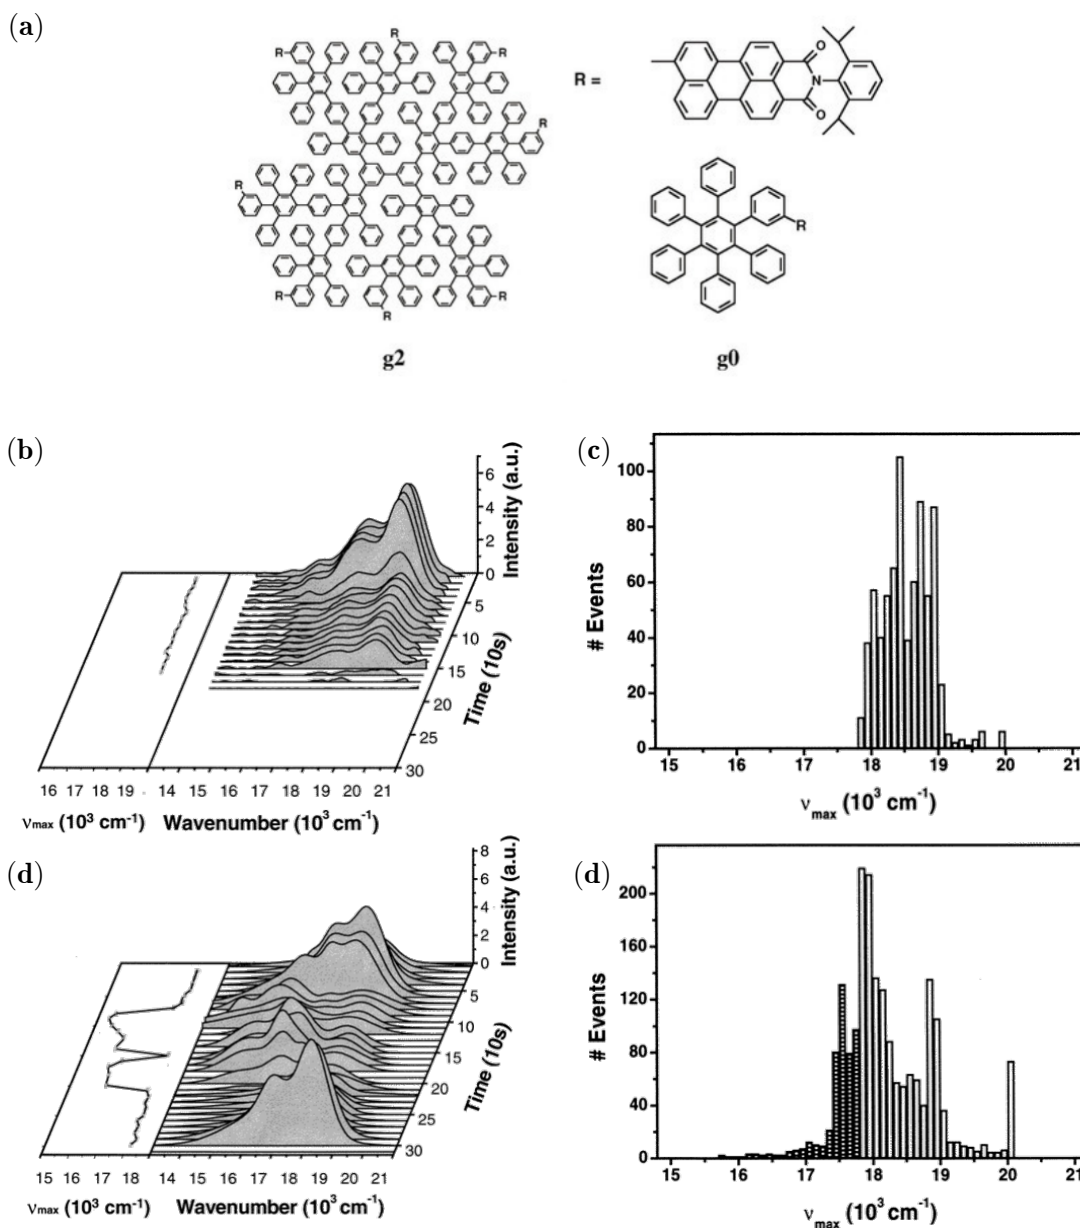 (a)
R
R
R
R
R
R
R
R
R
g2
R =
O
N
O
R
g0
(b)
6
4
2
0
Intensity (a.u.)
5
10
15
20
25
30
Time (10s)
16 17 18 19 14 15 16 17 18 19 20 21
νmax (10³ cm-1) Wavenumber (10³ cm-1)
(c)
100
80
60
40
20
0
# Events
15 16 17 18 19 20 21
νmax (10³ cm-1)
(d)
8
6
4
2
0
Intensity (a.u.)
5
10
15
20
25
30
Time (10s)
15 16 17 18 14 15 16 17 18 19 20 21
νmax (10³ cm-1) Wavenumber (10³ cm-1)
(d)
200
160
120
80
40
0
# Events
15 16 17 18 19 20 21
νmax (10³ cm-1)